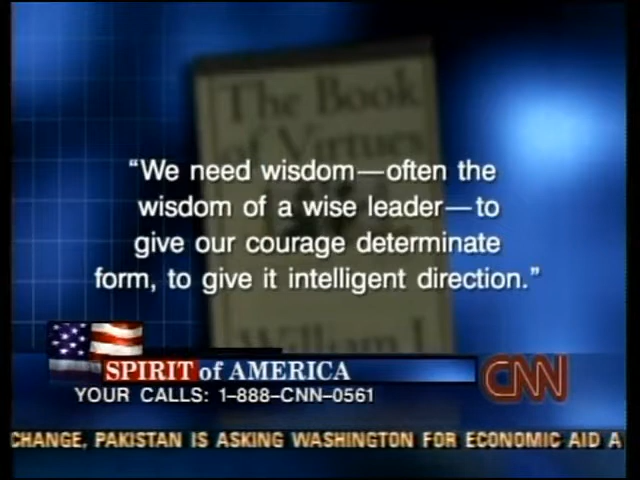 The Book
of Virtues
“We need wisdom—often the
wisdom of a wise leader—to
give our courage determinate
form, to give it intelligent direction.”
William J.
SPIRIT of AMERICA
CNN
YOUR CALLS: 1-888-CNN-0561
CHANGE, PAKISTAN IS ASKING WASHINGTON FOR ECONOMIC AID A